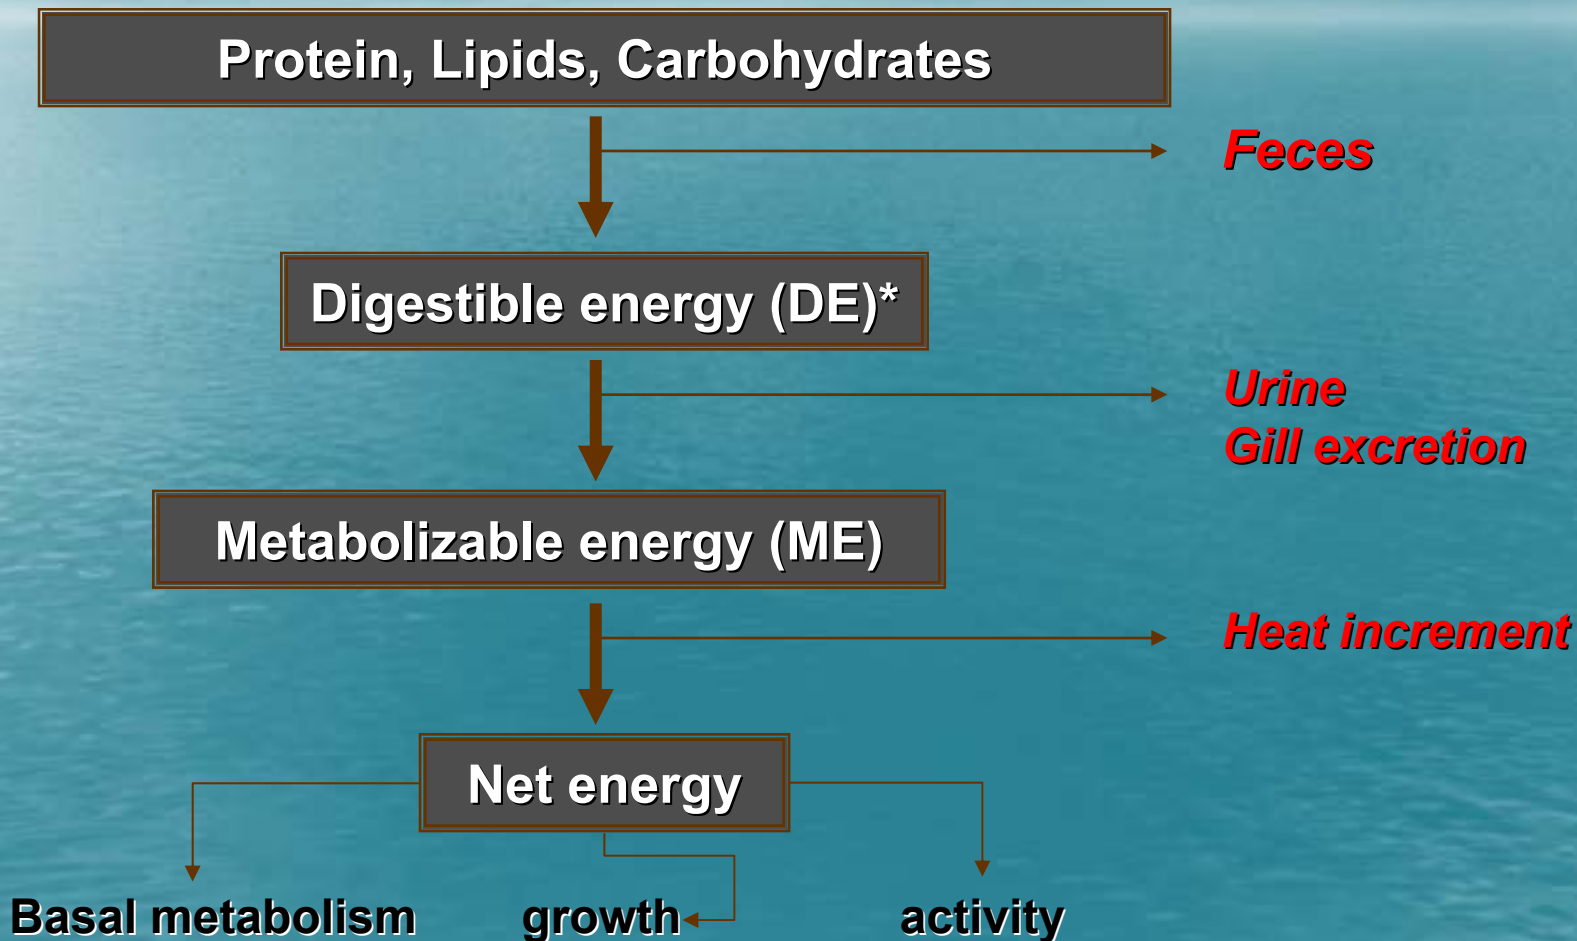 Protein, Lipids, Carbohydrates
Feces
Digestible energy (DE)*
Urine
Gill excretion
Metabolizable energy (ME)
Heat increment
Net energy
Basal metabolism
growth
activity